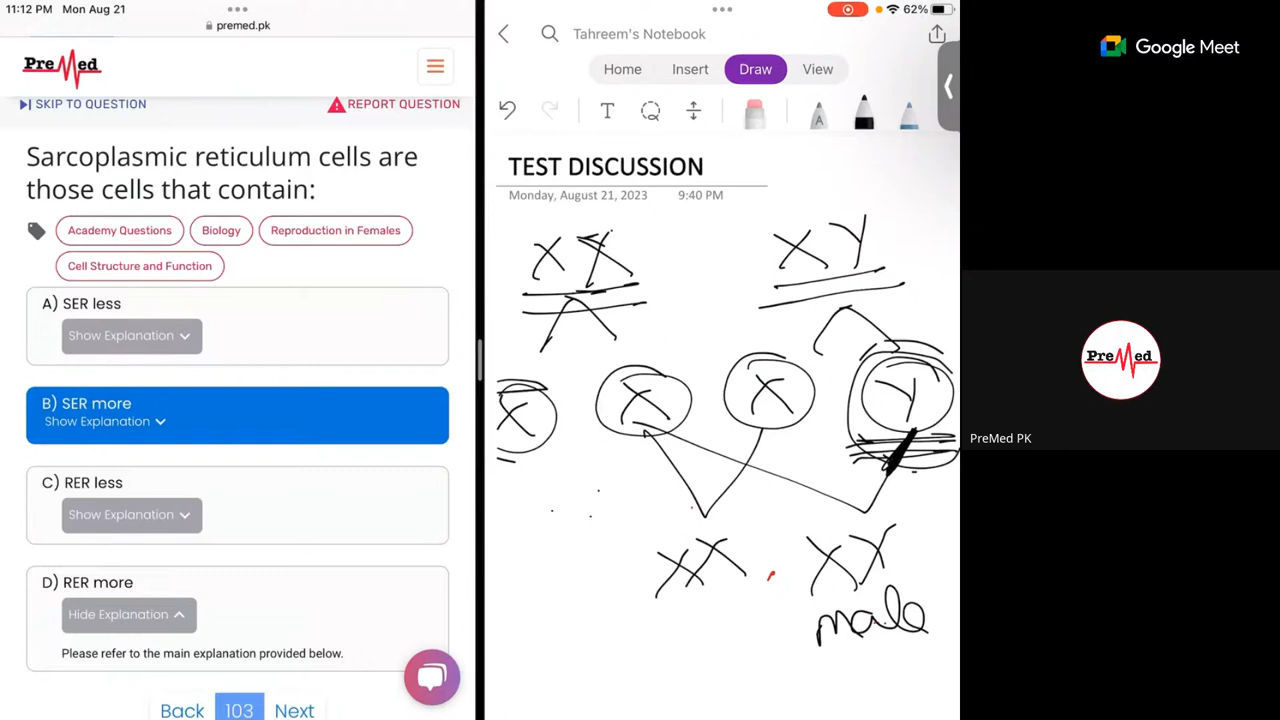 11:12 PM Mon Aug 21
premed.pk
62%
PreMed
SKIP TO QUESTION
REPORT QUESTION
Sarcoplasmic reticulum cells are
those cells that contain:
Academy Questions
Biology
Reproduction in Females
Cell Structure and Function
A) SER less
Show Explanation
B) SER more
Show Explanation
C) RER less
Show Explanation
D) RER more
Hide Explanation
Please refer to the main explanation provided below.
Back
103
Next
Tahreem's Notebook
Home
Insert
Draw
View
T
A
TEST DISCUSSION
Monday, August 21, 2023
9:40 PM
XX
XY
X
X
X
Y
XX
XY
male
Google Meet
PreMed
PreMed PK